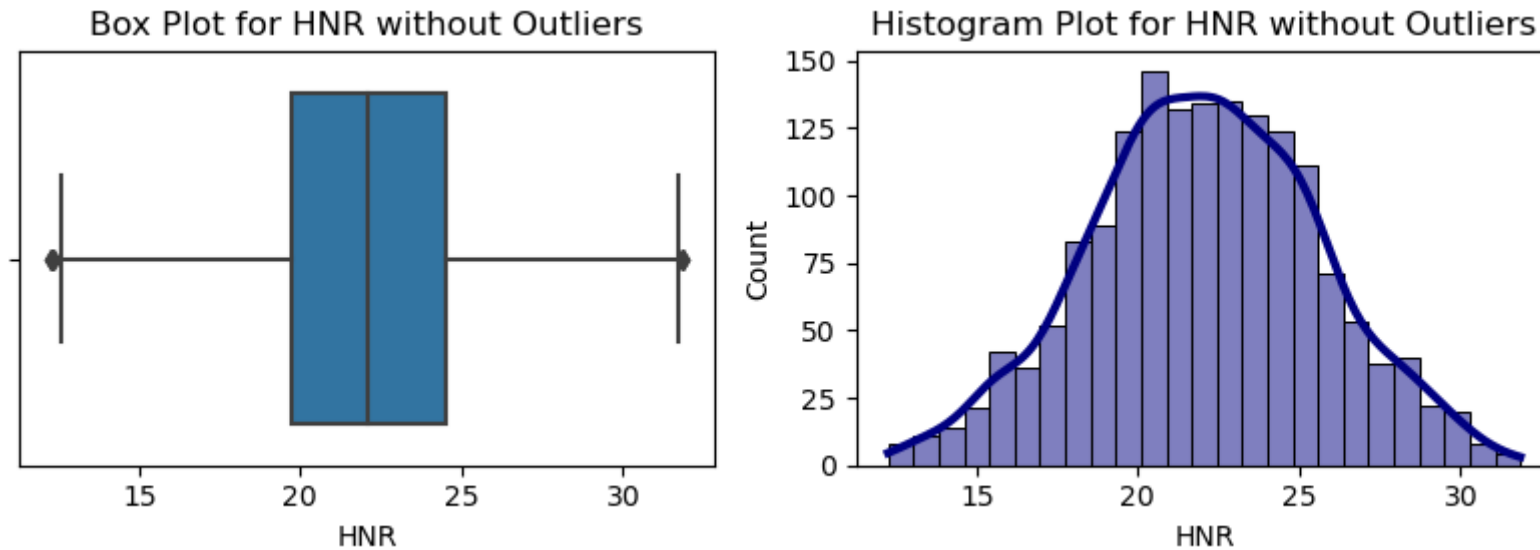 Box Plot for HNR without Outliers
15 20 25 30
HNR
Histogram Plot for HNR without Outliers
150
125
100
75
50
25
0
Count
15 20 25 30
HNR